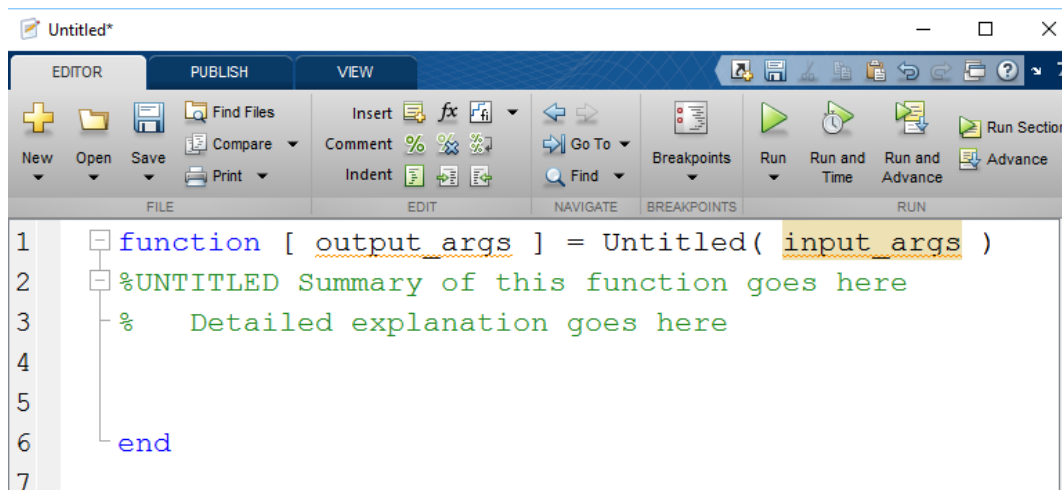 Untitled*
EDITOR PUBLISH VIEW
New
Open
Save
Find Files
Compare
Print
FILE
Insert fx fi
Comment % % %
Indent
EDIT
Go To
Find
NAVIGATE
Breakpoints
BREAKPOINTS
Run
Run and
Time
Run and
Advance
Run Section
Advance
RUN
1 function [ output_args ] = Untitled( input_args )
2 %UNTITLED Summary of this function goes here
3 %   Detailed explanation goes here
4
5
6 end
7